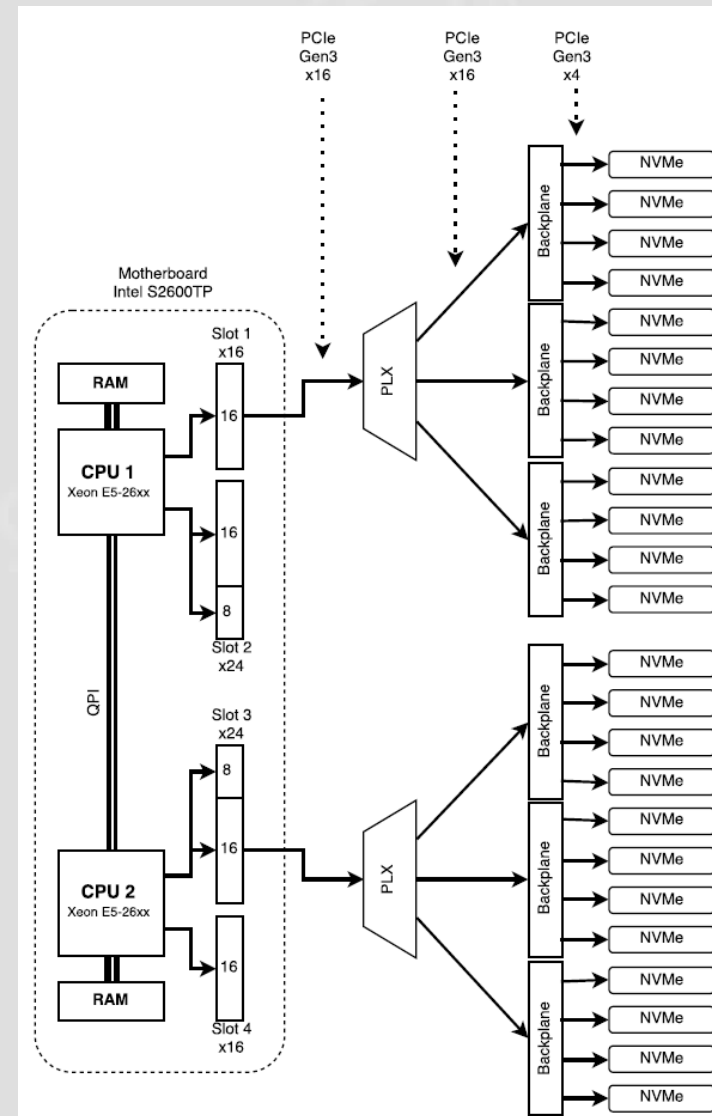 PCIe
Gen3
x16
PCIe
Gen3
x16
PCIe
Gen3
x4
Motherboard
Intel S2600TP
Slot 1
x16
RAM
16
CPU 1
Xeon E5-26xx
16
8
Slot 2
x24
QPI
Slot 3
x24
8
16
CPU 2
Xeon E5-26xx
16
RAM
Slot 4
x16
PLX
Backplane
NVMe
NVMe
NVMe
NVMe
Backplane
NVMe
NVMe
NVMe
NVMe
Backplane
NVMe
NVMe
NVMe
NVMe
PLX
Backplane
NVMe
NVMe
NVMe
NVMe
Backplane
NVMe
NVMe
NVMe
NVMe
Backplane
NVMe
NVMe
NVMe
NVMe